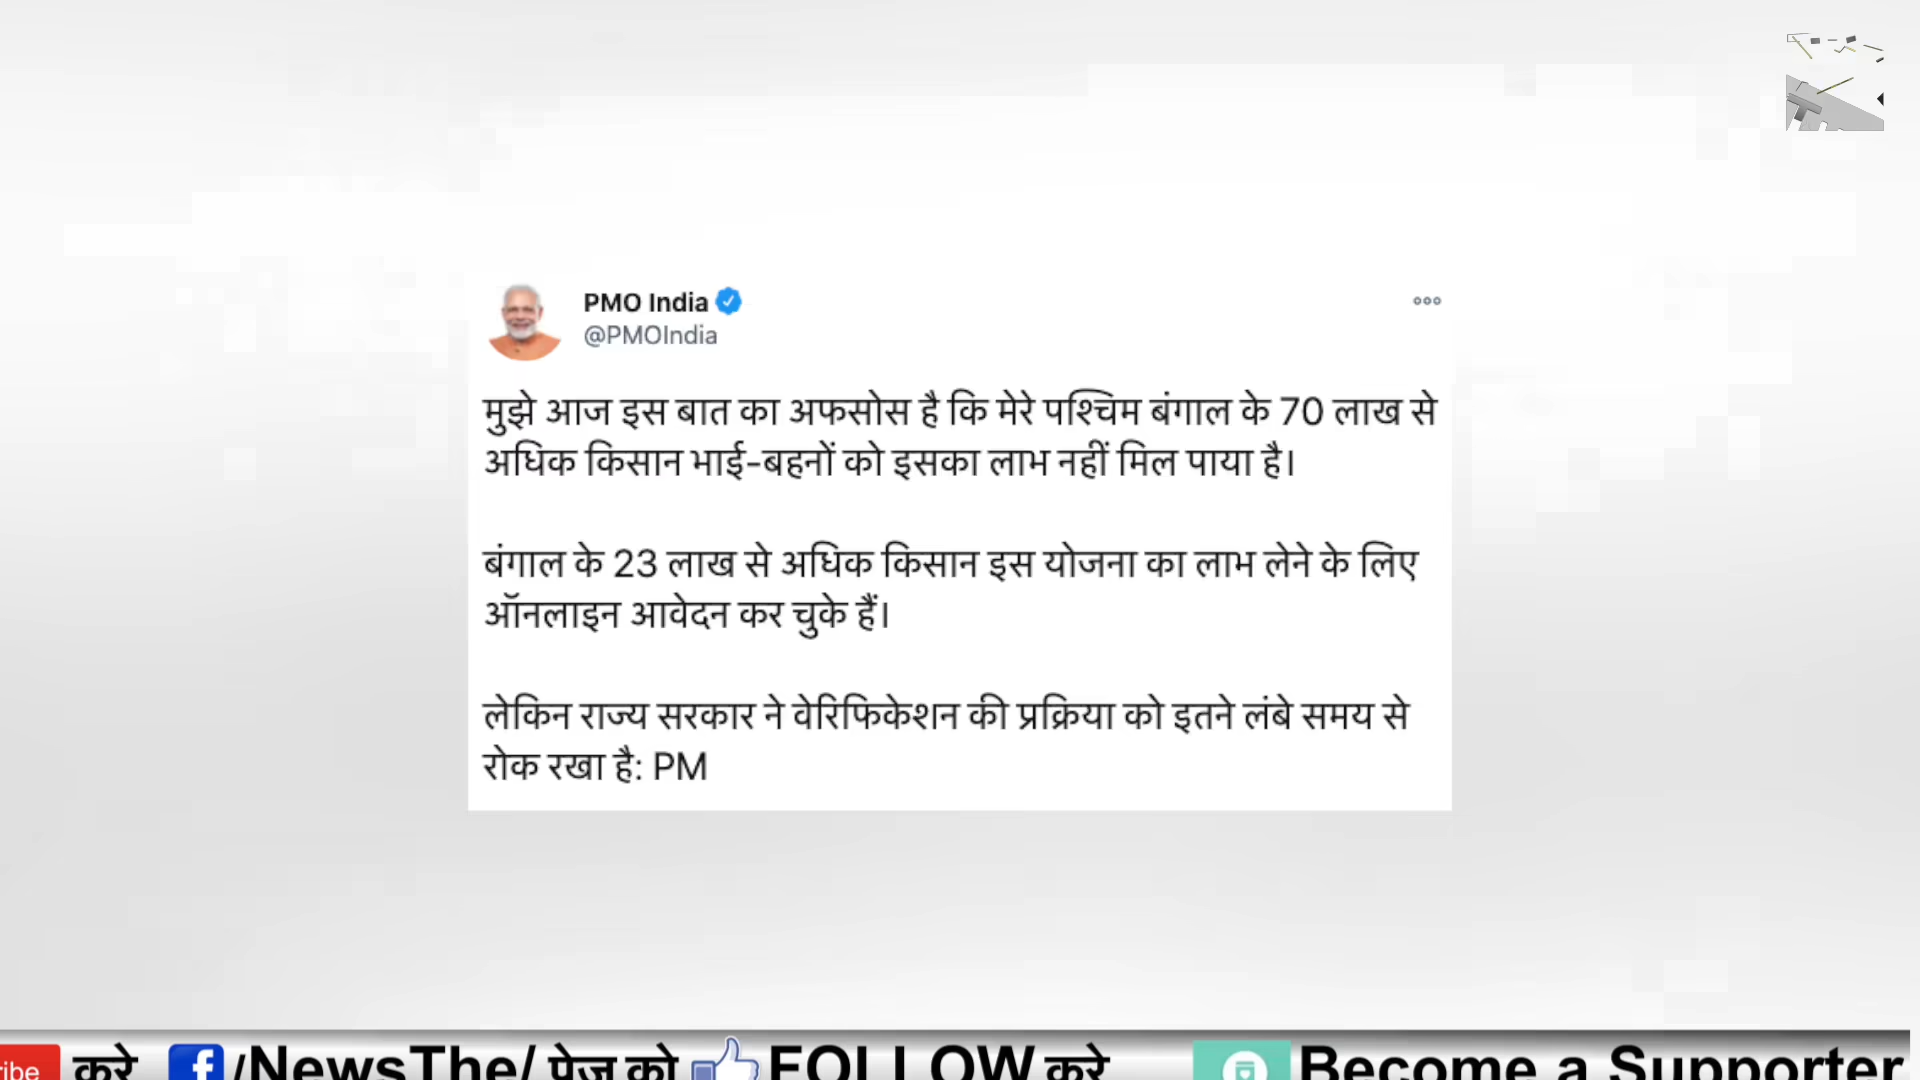 PMO India
@PMOIndia
मुझे आज इस बात का अफसोस है कि मेरे पश्चिम बंगाल के 70 लाख से
अधिक किसान भाई-बहनों को इसका लाभ नहीं मिल पाया है।
बंगाल के 23 लाख से अधिक किसान इस योजना का लाभ लेने के लिए
ऑनलाइन आवेदन कर चुके हैं।
लेकिन राज्य सरकार ने वेरिफिकेशन की प्रक्रिया को इतने लंबे समय से
रोक रखा है: PM
ibe करे /NewsThe/ पेज को FOLLOW करे Become a Supporter